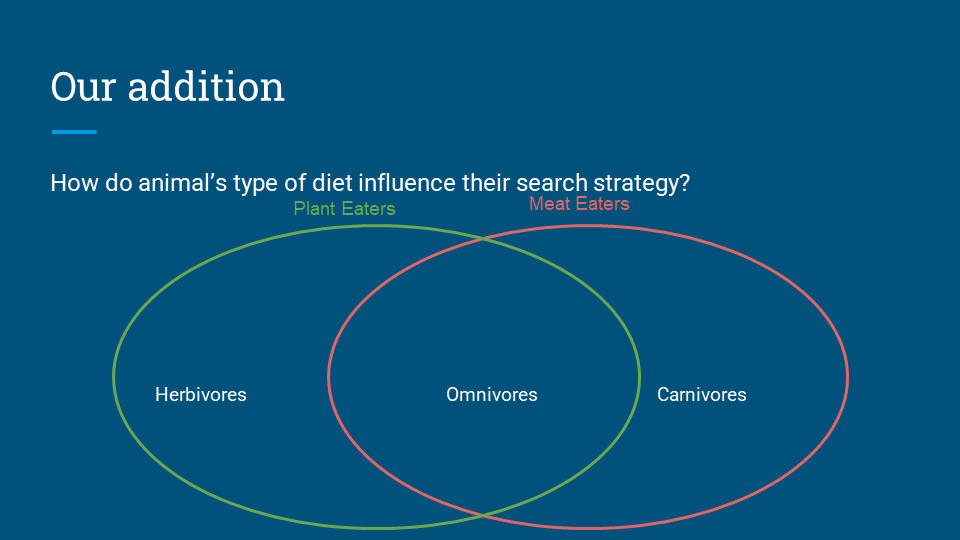 Our addition
How do animal’s type of diet influence their search strategy?
Plant Eaters
Meat Eaters
Herbivores
Omnivores
Carnivores